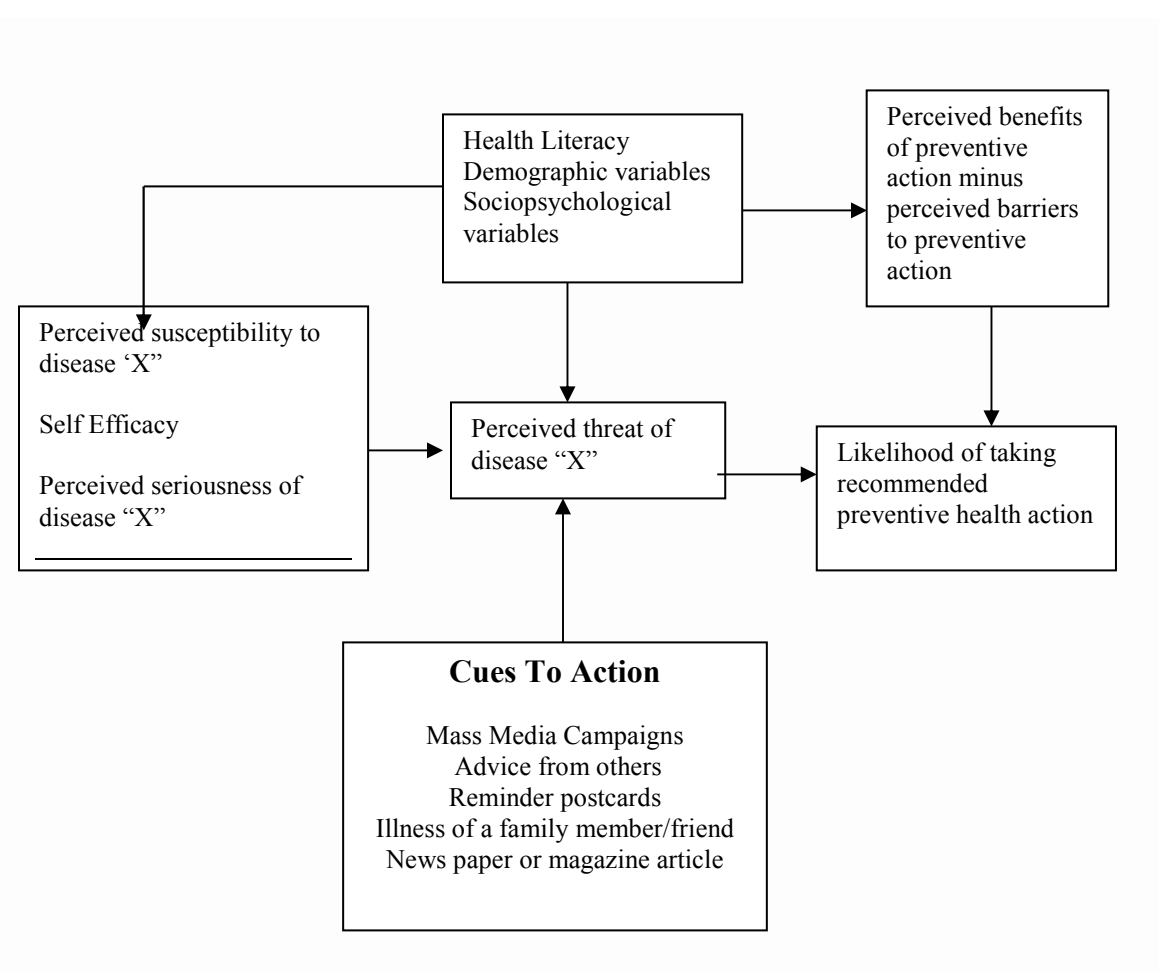 Health Literacy
Demographic variables
Sociopsychological
variables
Perceived benefits
of preventive
action minus
perceived barriers
to preventive
action
Perceived susceptibility to
disease ‘X”
Self Efficacy
Perceived seriousness of
disease “X”
Perceived threat of
disease “X”
Likelihood of taking
recommended
preventive health action
Cues To Action
Mass Media Campaigns
Advice from others
Reminder postcards
Illness of a family member/friend
News paper or magazine article